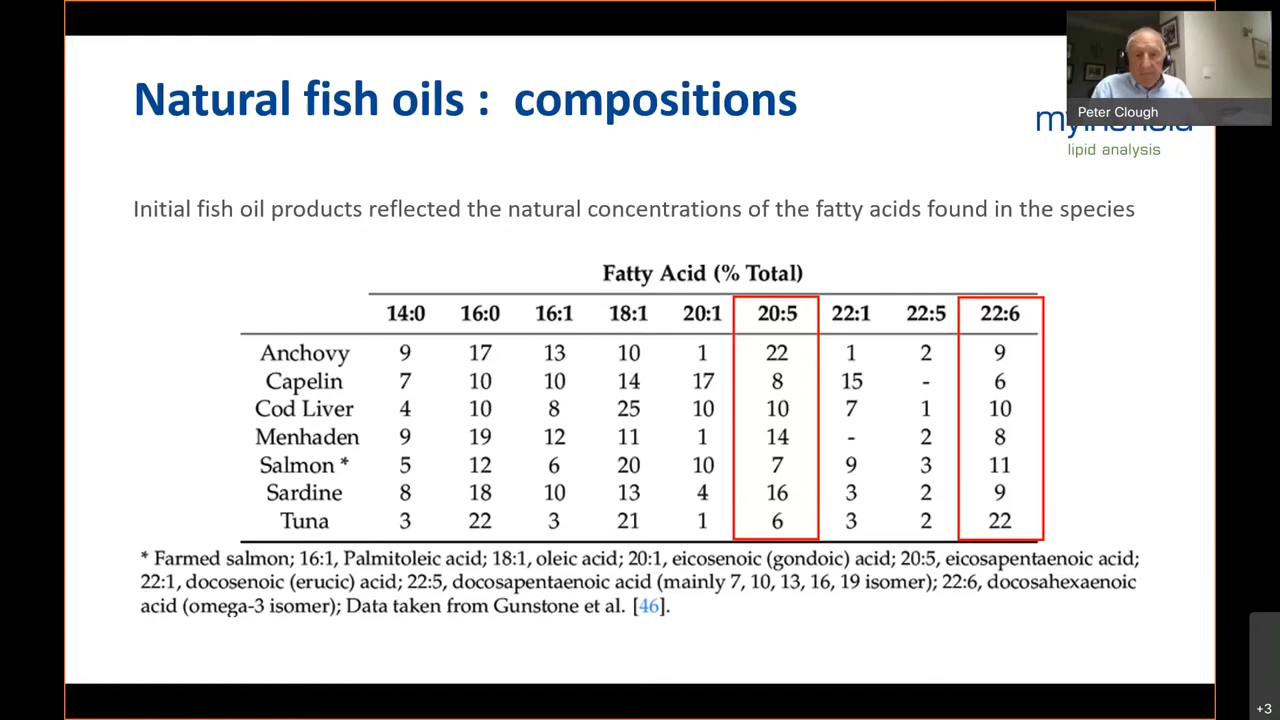 Natural fish oils : compositions
Peter Clough
lipid analysis
Initial fish oil products reflected the natural concentrations of the fatty acids found in the species
Fatty Acid (% Total)
14:0 16:0 16:1 18:1 20:1 20:5 22:1 22:5 22:6
Anchovy 9 17 13 10 1 22 1 2 9
Capelin 7 10 10 14 17 8 15 - 6
Cod Liver 4 10 8 25 10 10 7 1 10
Menhaden 9 19 12 11 1 14 - 2 8
Salmon * 5 12 6 20 10 7 9 3 11
Sardine 8 18 10 13 4 16 3 2 9
Tuna 3 22 3 21 1 6 3 2 22
* Farmed salmon; 16:1, Palmitoleic acid; 18:1, oleic acid; 20:1, eicosenoic (gondoic) acid; 20:5, eicosapentaenoic acid;
22:1, docosenoic (erucic) acid; 22:5, docosapentaenoic acid (mainly 7, 10, 13, 16, 19 isomer); 22:6, docosahexaenoic
acid (omega-3 isomer); Data taken from Gunstone et al. [46].
+3